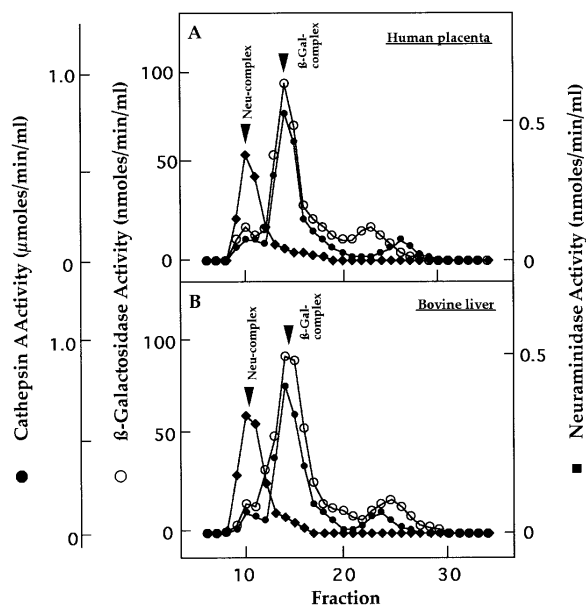 A
Human placenta
Neu-complex
ß-Gal-
complex
1.0
0
100
50
0
0.5
0
B
Bovine liver
Neu-complex
ß-Gal-
complex
1.0
0
100
50
0
0.5
0
10
20
30
Fraction
Cathepsin A Activity (µmoles/min/ml)
ß-Galactosidase Activity (nmoles/min/ml)
Neuraminidase Activity (nmoles/min/ml)